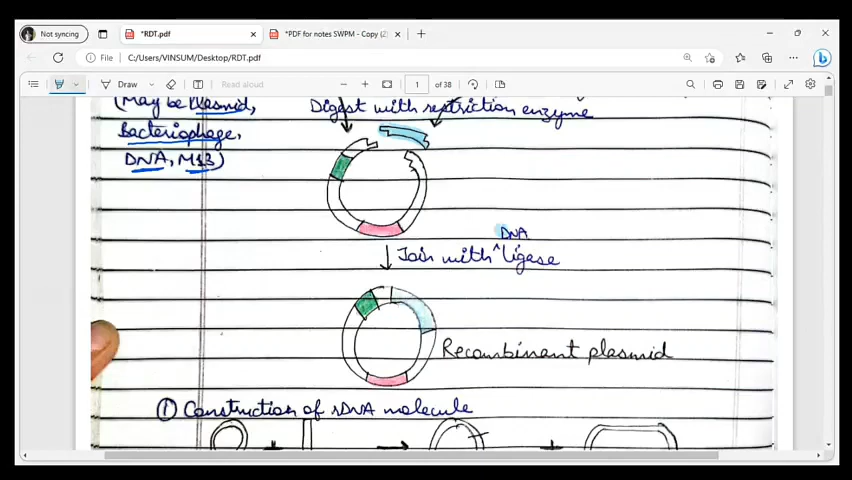 Not syncing
*RDT.pdf
*PDF for notes SWPM - Copy (2)
File
C:/Users/VINSUM/Desktop/RDT.pdf
Draw
Read aloud
1
of 38
(May be Plasmid,
Digest with restriction enzyme
Bacteriophage,
DNA, M13)
DNA
Join with ^ ligase
Recombinant plasmid
① Construction of rDNA molecule